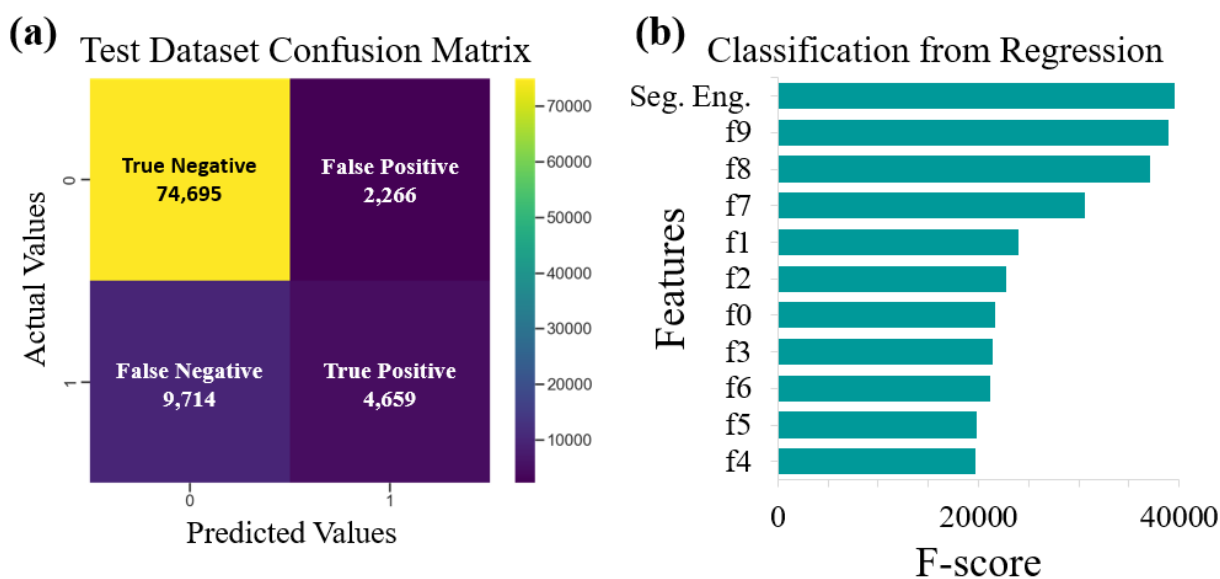 (a)
Test Dataset Confusion Matrix
Actual Values
0
1
True Negative
74,695
False Positive
2,266
False Negative
9,714
True Positive
4,659
0
1
Predicted Values
70000
60000
50000
40000
30000
20000
10000
(b)
Classification from Regression
Features
Seg. Eng.
f9
f8
f7
f1
f2
f0
f3
f6
f5
f4
0
20000
40000
F-score